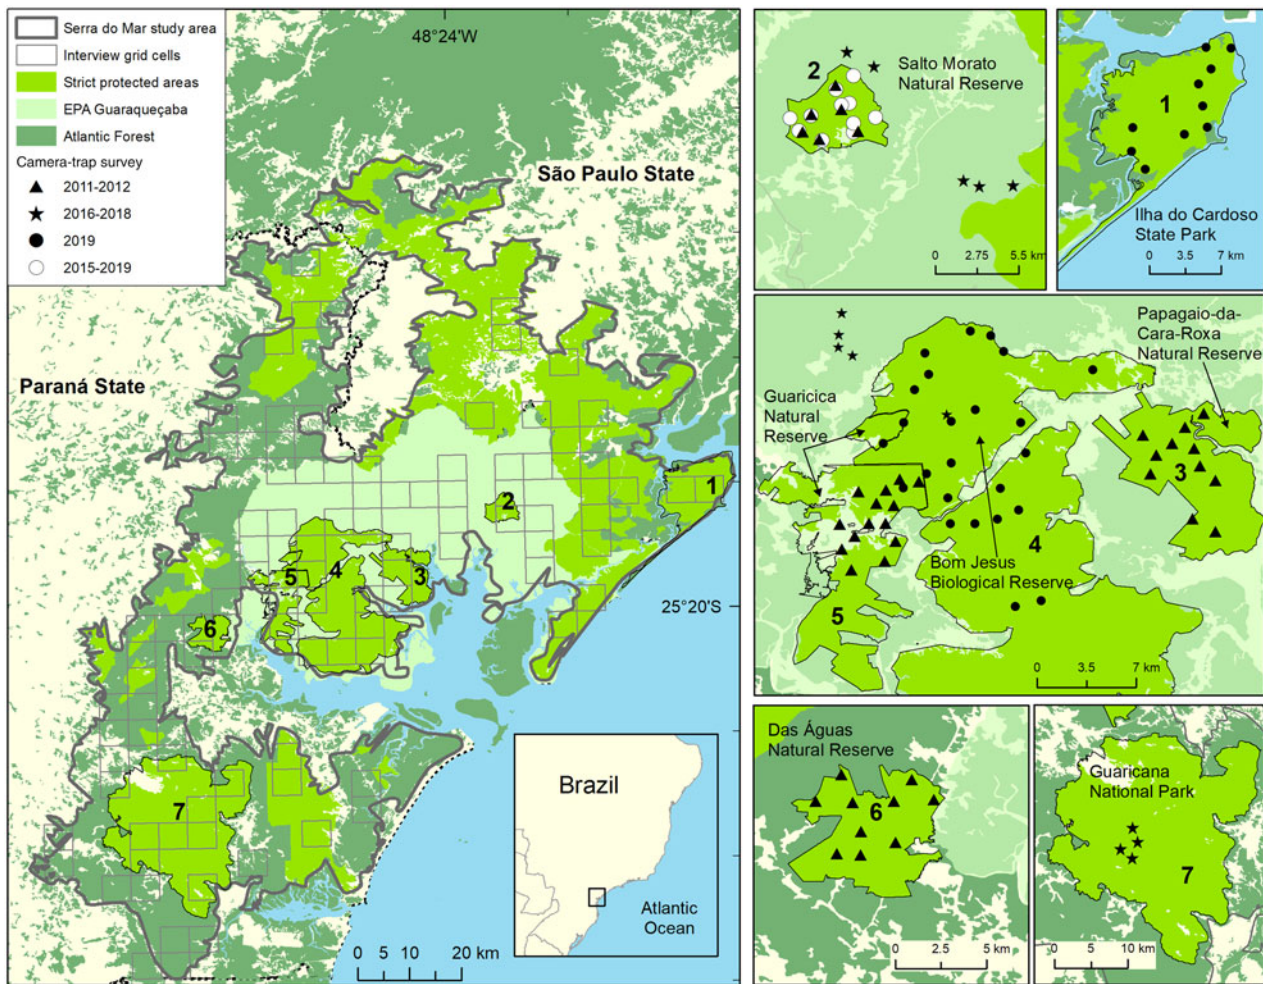 Serra do Mar study area
Interview grid cells
Strict protected areas
EPA Guaraqueçaba
Atlantic Forest
Camera-trap survey
2011-2012
2016-2018
2019
2015-2019
48°24'W
São Paulo State
Paraná State
1
2
3
4
5
6
7
25°20'S
Brazil
Atlantic
Ocean
0 5 10 20 km
2
Salto Morato
Natural Reserve
0 2.75 5.5 km
1
Ilha do Cardoso
State Park
0 3.5 7 km
Papagaio-da-
Cara-Roxa
Natural Reserve
Guaricica
Natural
Reserve
3
4
Bom Jesus
Biological Reserve
5
0 3.5 7 km
Das Águas
Natural Reserve
6
0 2.5 5 km
Guaricana
National Park
7
0 10 km